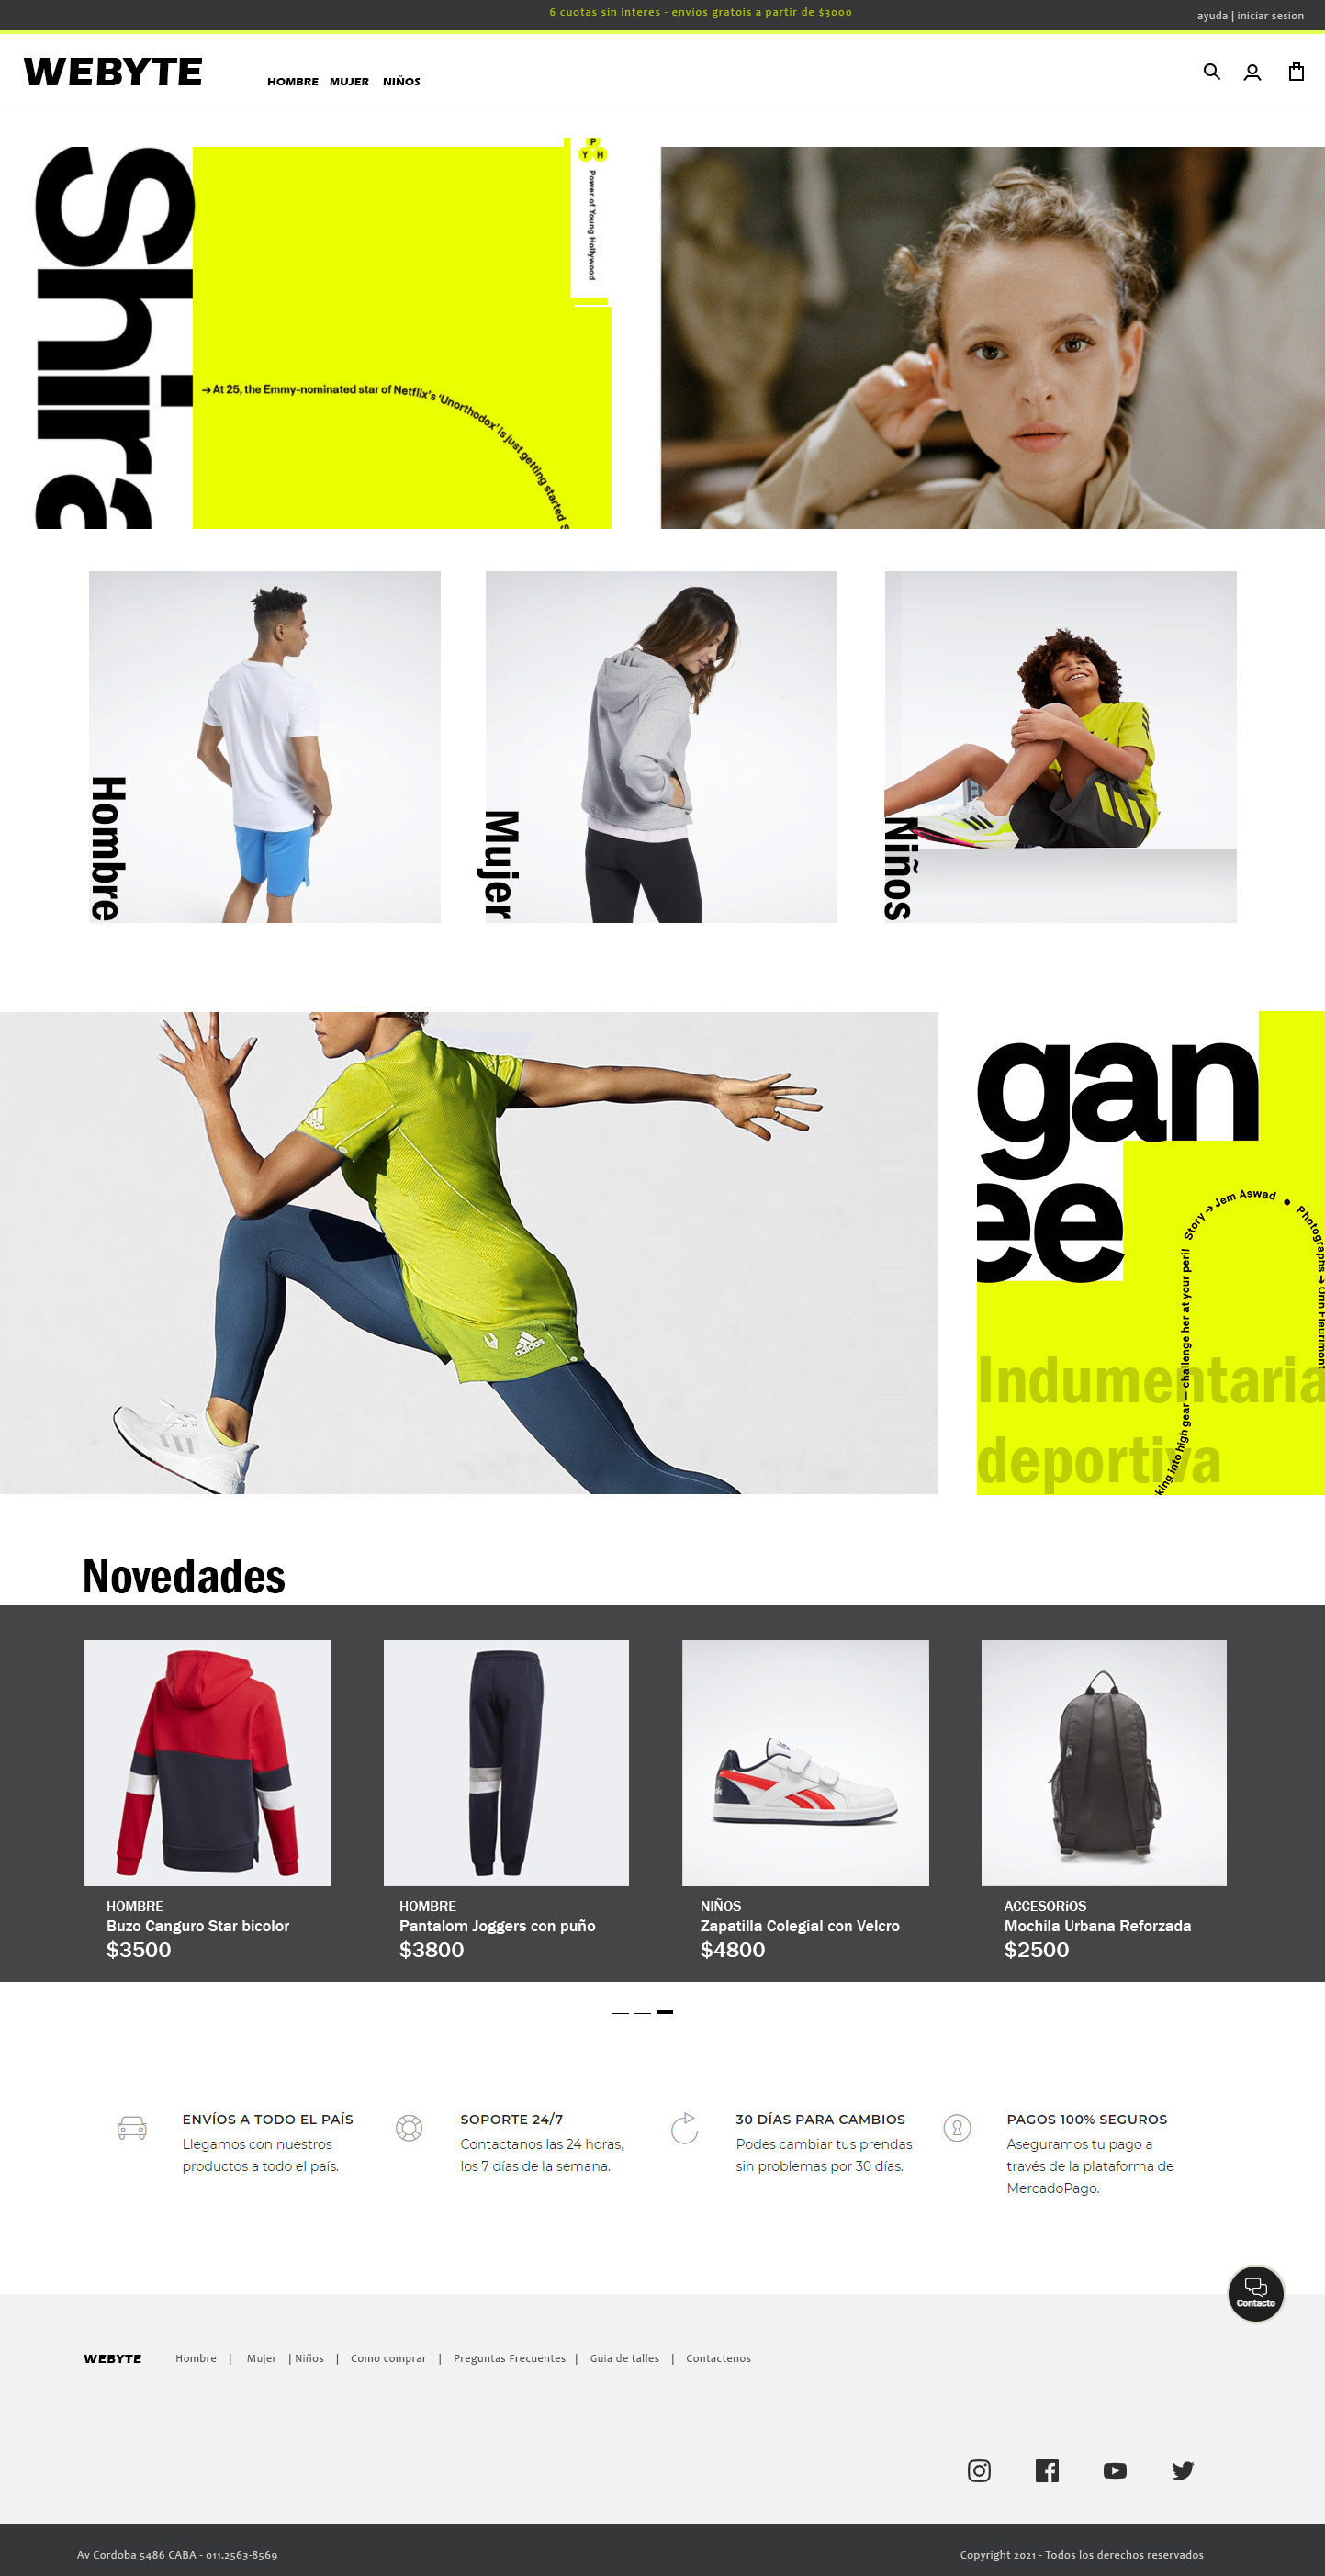 6 cuotas sin interes - envios gratois a partir de $3000
ayuda | iniciar sesion
WEBYTE
HOMBRE MUJER NIÑOS
Shira
P
Y H
Power of Young Hollywood
→ At 25, the Emmy-nominated star of Netflix's 'Unorthodox' is just getting started
Hombre
Mujer
Niños
adidas
adidas
gan
ee
Story → Jem Aswad • Photographs → Orin Fleurimont
king into high gear — challenge her at your peril
Indumentaria
deportiva
Novedades
HOMBRE
Buzo Canguro Star bicolor
$3500
HOMBRE
Pantalom Joggers con puño
$3800
NIÑOS
Zapatilla Colegial con Velcro
$4800
ACCESORiOS
Mochila Urbana Reforzada
$2500
ENVÍOS A TODO EL PAÍS
Llegamos con nuestros
productos a todo el país.
SOPORTE 24/7
Contactanos las 24 horas,
los 7 días de la semana.
30 DÍAS PARA CAMBIOS
Podes cambiar tus prendas
sin problemas por 30 días.
PAGOS 100% SEGUROS
Aseguramos tu pago a
través de la plataforma de
MercadoPago.
Contacto
WEBYTE Hombre | Mujer | Niños | Como comprar | Preguntas Frecuentes | Guia de talles | Contactenos
Av Cordoba 5486 CABA - 011.2563-8569
Copyright 2021 - Todos los derechos reservados